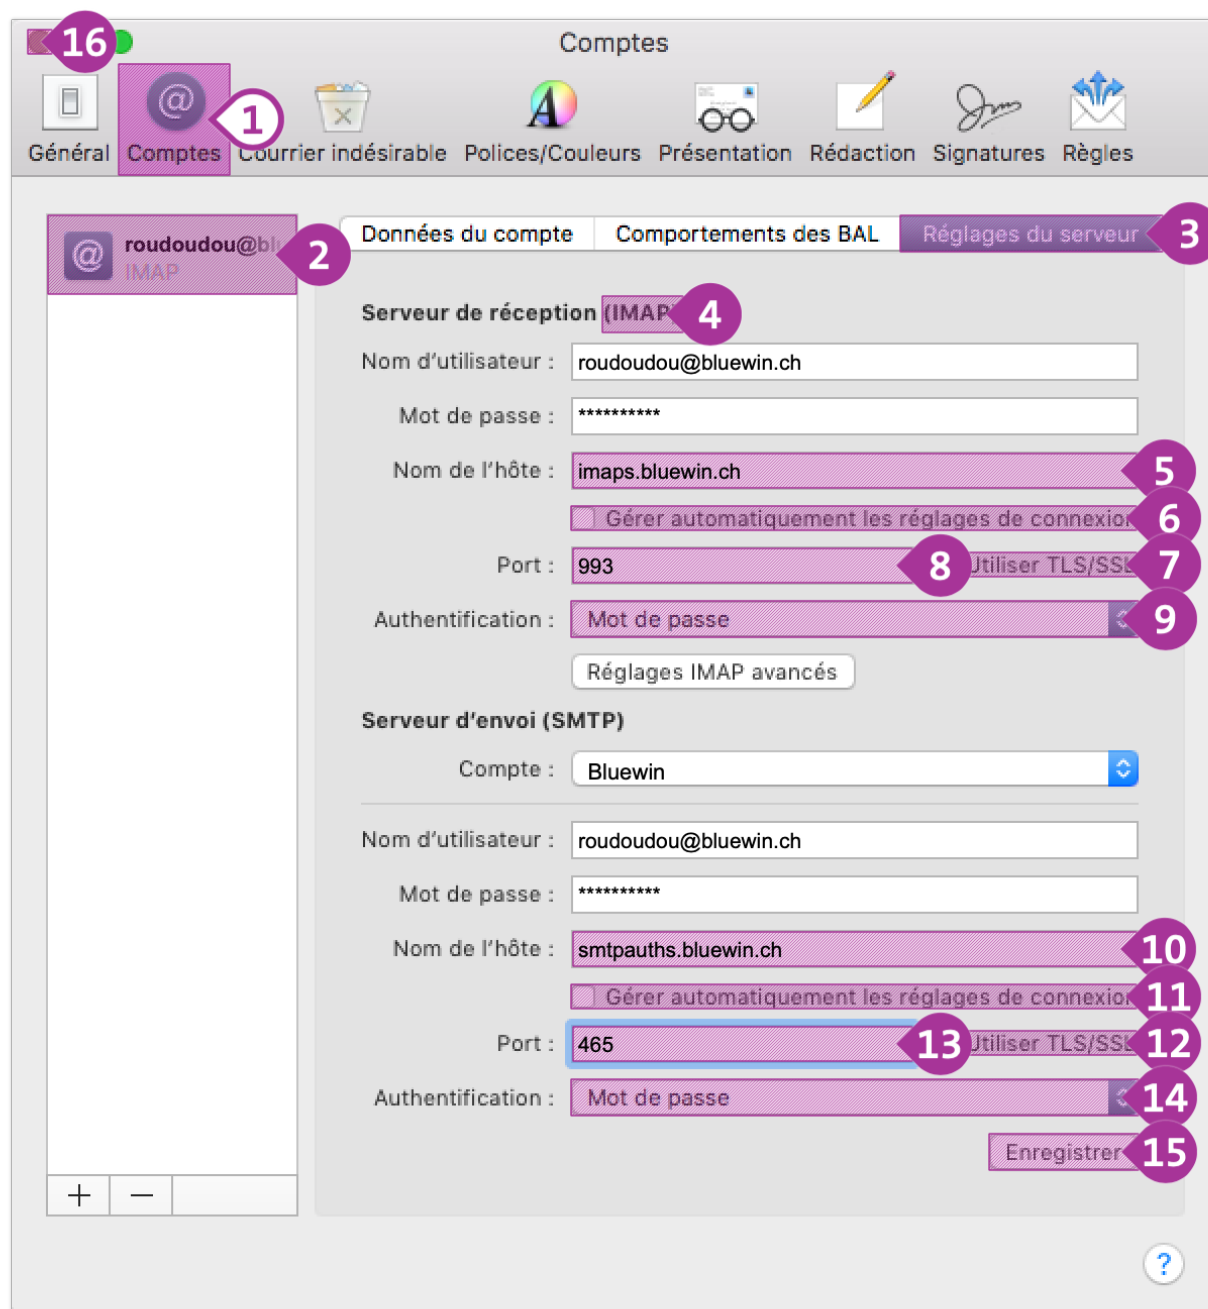 16
Comptes
1
Général Comptes Courrier indésirable Polices/Couleurs Présentation Rédaction Signatures Règles
roudoudou@bl
IMAP
2
Données du compte Comportements des BAL Réglages du serveur 3
Serveur de réception (IMAP 4
Nom d'utilisateur : roudoudou@bluewin.ch
Mot de passe : **********
Nom de l'hôte : imaps.bluewin.ch 5
Gérer automatiquement les réglages de connexion 6
Port : 993 8 Utiliser TLS/SSL 7
Authentification : Mot de passe 9
Réglages IMAP avancés
Serveur d'envoi (SMTP)
Compte : Bluewin
Nom d'utilisateur : roudoudou@bluewin.ch
Mot de passe : **********
Nom de l'hôte : smtpauths.bluewin.ch 10
Gérer automatiquement les réglages de connexion 11
Port : 465 13 Utiliser TLS/SSL 12
Authentification : Mot de passe 14
Enregistrer 15
?